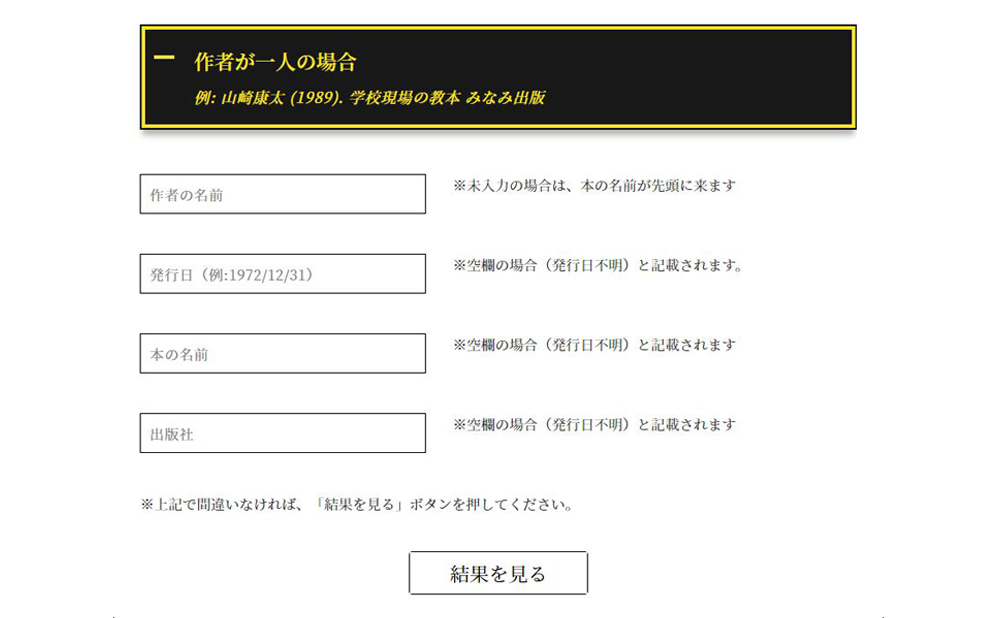 作者が一人の場合
例: 山崎康太 (1989). 学校現場の教本 みなみ出版
作者の名前
※未入力の場合は、本の名前が先頭に来ます
発行日（例:1972/12/31）
※空欄の場合（発行日不明）と記載されます。
本の名前
※空欄の場合（発行日不明）と記載されます
出版社
※空欄の場合（発行日不明）と記載されます
※上記で間違いなければ、「結果を見る」ボタンを押してください。
結果を見る